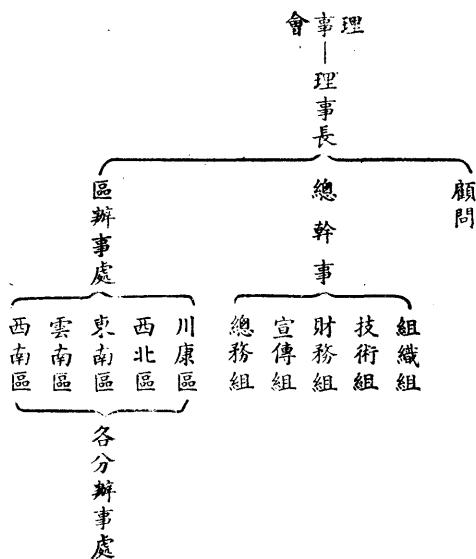 理事會
理事長
顧問
總幹事
區辦事處
組織組
技術組
財務組
宣傳組
總務組
川康區
西北區
東南區
雲南區
西南區
各分辦事處